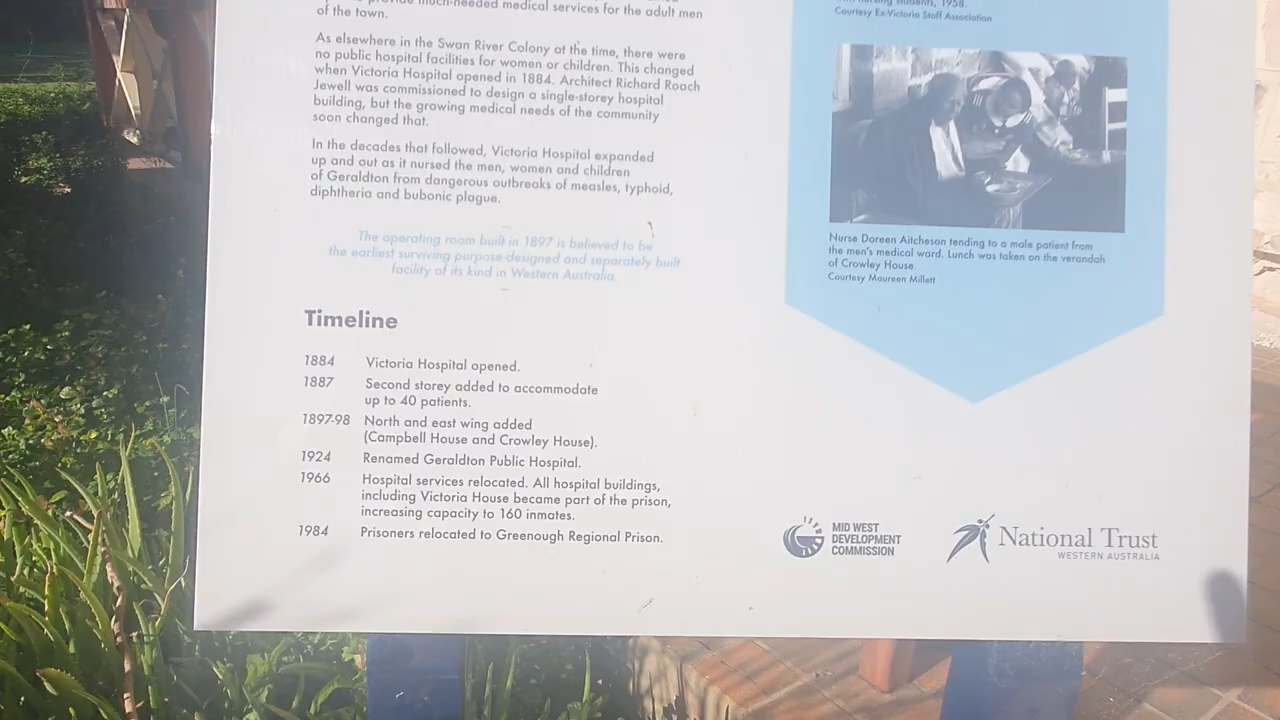 much-needed medical services for the adult men
of the town.
As elsewhere in the Swan River Colony at the time, there were
no public hospital facilities for women or children. This changed
when Victoria Hospital opened in 1884. Architect Richard Roach
Jewell was commissioned to design a single-storey hospital
building, but the growing medical needs of the community
soon changed that.
In the decades that followed, Victoria Hospital expanded
up and out as it nursed the men, women and children
of Geraldton from dangerous outbreaks of measles, typhoid,
diphtheria and bubonic plague.
The operating room built in 1897 is believed to be
the earliest surviving purpose-designed and separately built
facility of its kind in Western Australia.
Timeline
1884 Victoria Hospital opened.
1887 Second storey added to accommodate
up to 40 patients.
1897-98 North and east wing added
(Campbell House and Crowley House).
1924 Renamed Geraldton Public Hospital.
1966 Hospital services relocated. All hospital buildings,
including Victoria House became part of the prison,
increasing capacity to 160 inmates.
1984 Prisoners relocated to Greenough Regional Prison.
students, 1958.
Courtesy Ex-Victoria Staff Association
Nurse Doreen Aitcheson tending to a male patient from
the men's medical ward. Lunch was taken on the verandah
of Crowley House.
Courtesy Maureen Millett
MID WEST
DEVELOPMENT
COMMISSION
National Trust
WESTERN AUSTRALIA